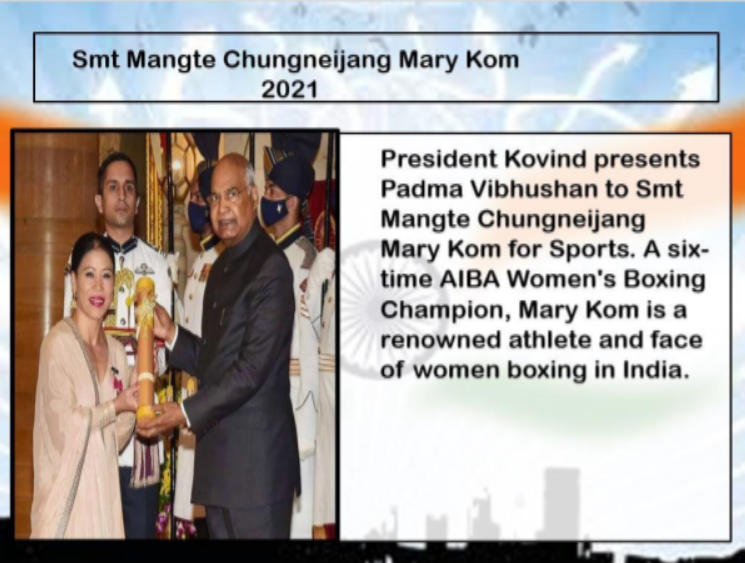 Smt Mangte Chungneijang Mary Kom
2021
President Kovind presents
Padma Vibhushan to Smt
Mangte Chungneijang
Mary Kom for Sports. A six-
time AIBA Women's Boxing
Champion, Mary Kom is a
renowned athlete and face
of women boxing in India.